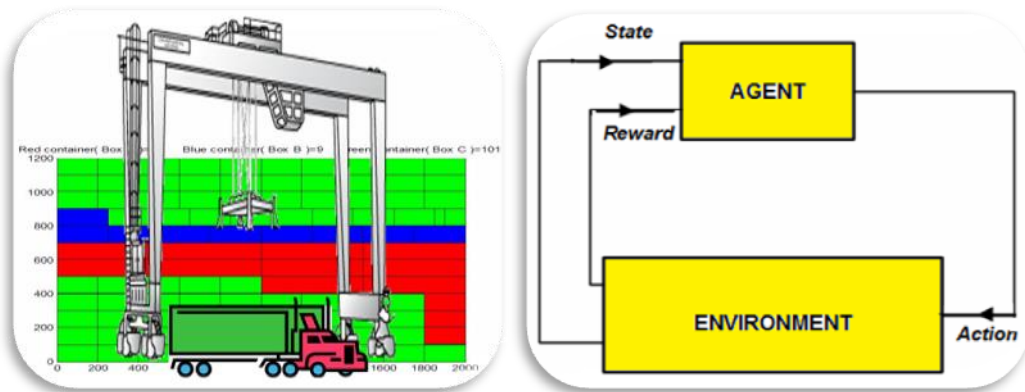 Red container( Box
Blue container( Box B )=9
reen container( Box C )=101
1200
1000
800
600
400
200
0
0 200 400 1600 1800 2000
State
AGENT
Reward
ENVIRONMENT
Action